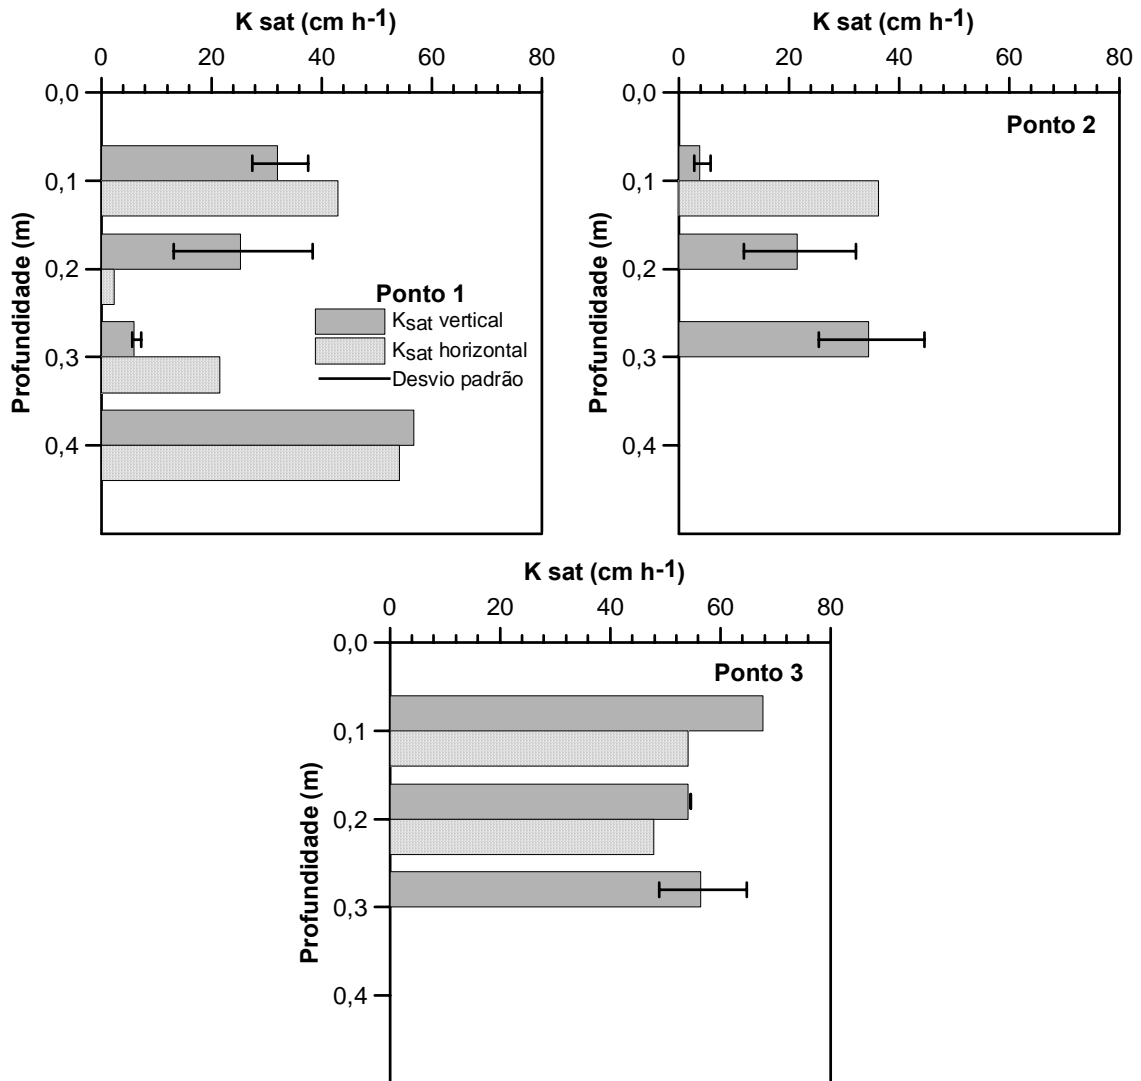 K sat (cm h-1)
0 20 40 60 80
0,0
0,1
0,2
0,3
0,4
Profundidade (m)
Ponto 1
Ksat vertical
Ksat horizontal
Desvio padrão
K sat (cm h-1)
0 20 40 60 80
0,0
0,1
0,2
0,3
0,4
Profundidade (m)
Ponto 2
K sat (cm h-1)
0 20 40 60 80
0,0
0,1
0,2
0,3
0,4
Profundidade (m)
Ponto 3